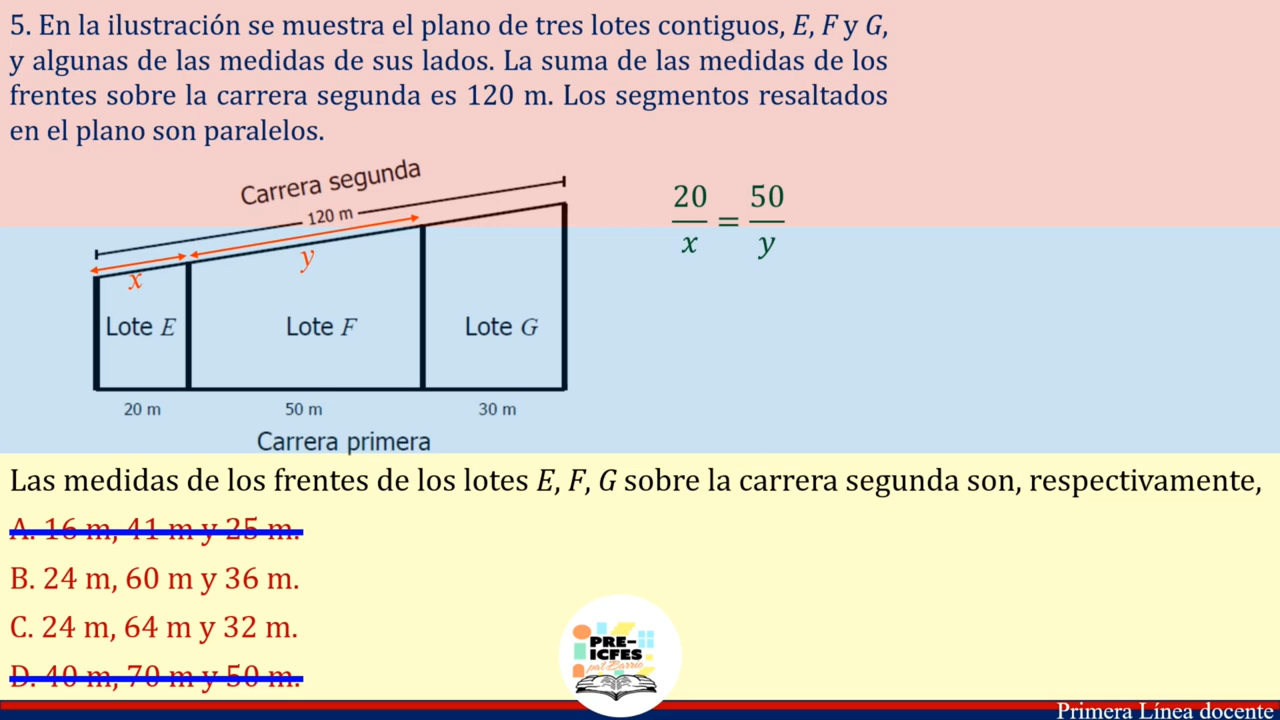 5. En la ilustración se muestra el plano de tres lotes contiguos, E, F y G,
y algunas de las medidas de sus lados. La suma de las medidas de los
frentes sobre la carrera segunda es 120 m. Los segmentos resaltados
en el plano son paralelos.
Carrera segunda
120 m
x
y
20/x = 50/y
Lote E
Lote F
Lote G
20 m
50 m
30 m
Carrera primera
Las medidas de los frentes de los lotes E, F, G sobre la carrera segunda son, respectivamente,
A. 16 m, 41 m y 25 m.
B. 24 m, 60 m y 36 m.
C. 24 m, 64 m y 32 m.
D. 40 m, 70 m y 50 m.
PRE-
ICFES
pal Barrio
Primera Línea docente